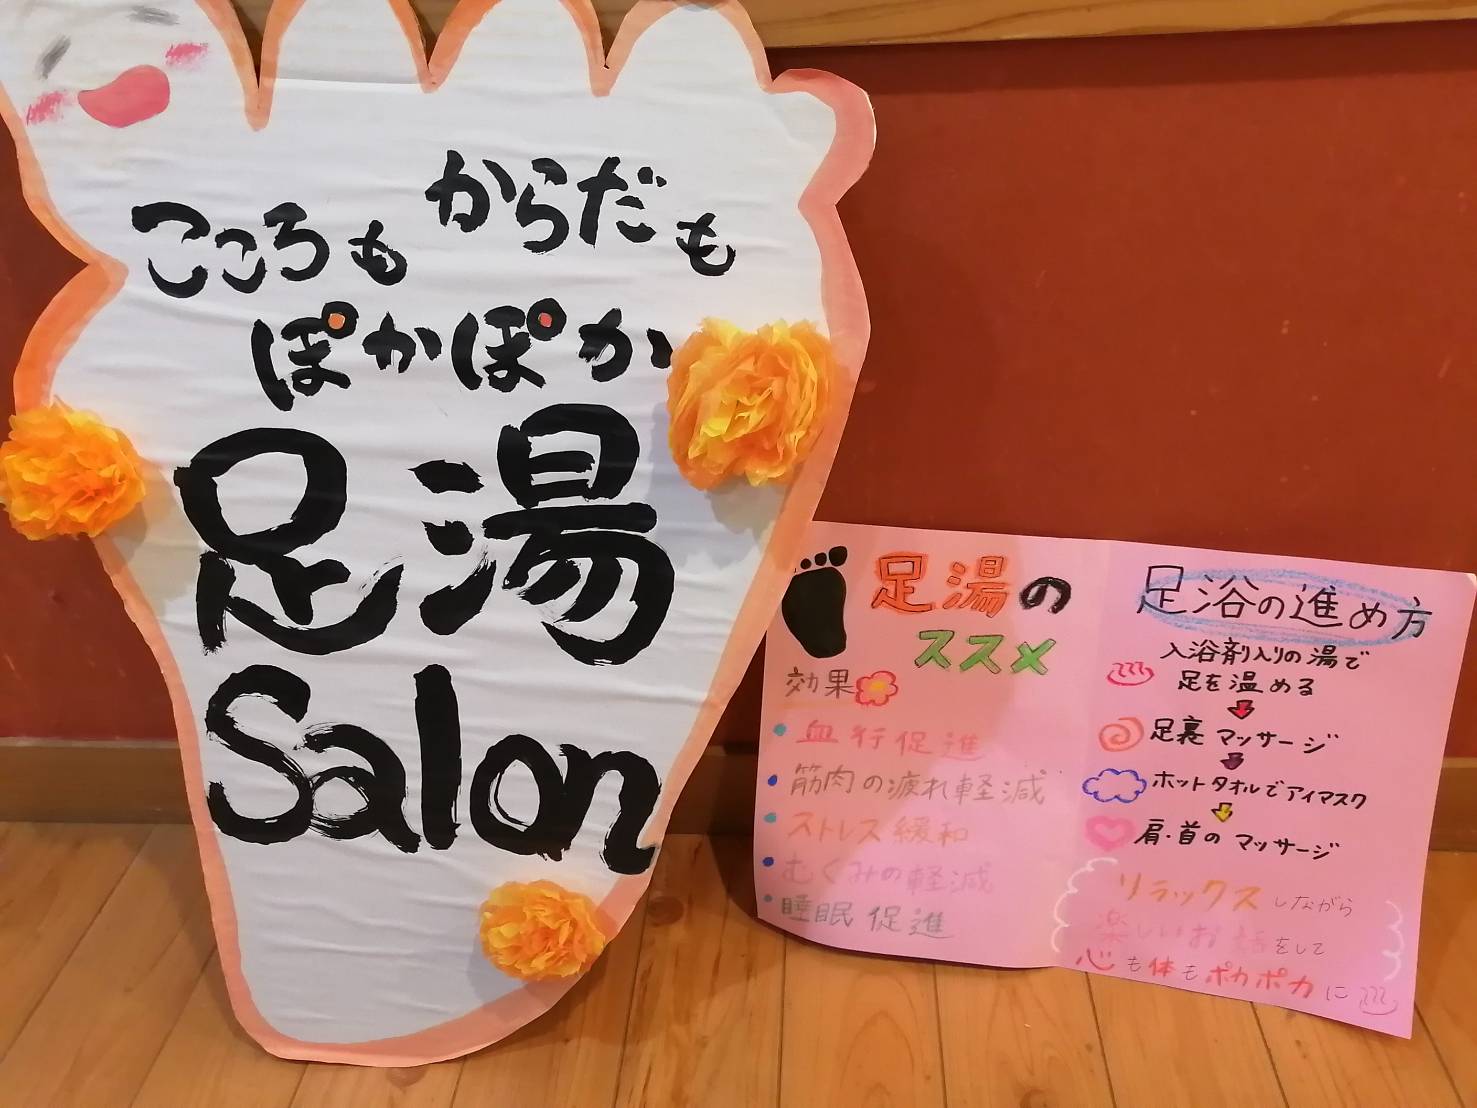 こころも からだも
ぽかぽか
足湯
Salon
足湯の
ススメ
効果
血行促進
筋肉の疲れ軽減
ストレス緩和
むくみの軽減
睡眠促進
足浴の進め方
入浴剤入りの湯で
足を温める
足裏マッサージ
ホットタオルでアイマスク
肩・首のマッサージ
リラックスしながら
楽しいお話をして
心も体もポカポカに